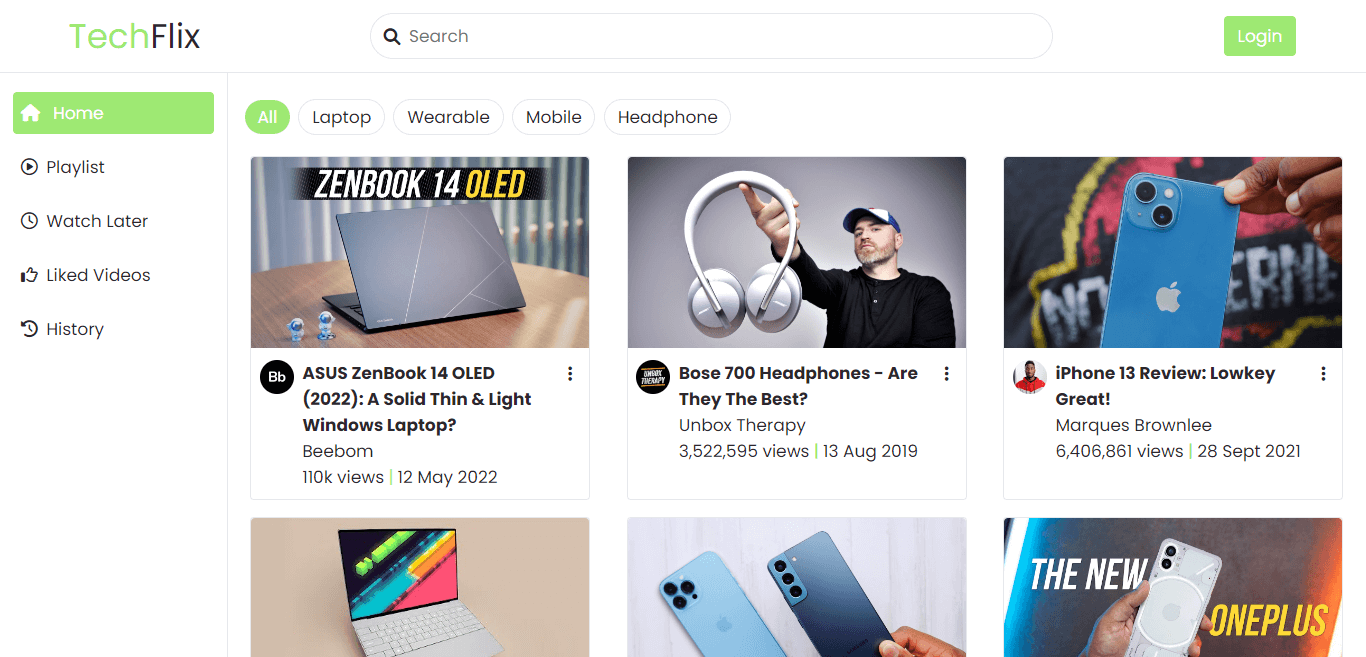 TechFlix
Search
Login
Home
Playlist
Watch Later
Liked Videos
History
All
Laptop
Wearable
Mobile
Headphone
ZENBOOK 14 OLED
Bb
ASUS ZenBook 14 OLED
(2022): A Solid Thin & Light
Windows Laptop?
Beebom
110k views | 12 May 2022
UNBOX
THERAPY
Bose 700 Headphones - Are
They The Best?
Unbox Therapy
3,522,595 views | 13 Aug 2019
iPhone 13 Review: Lowkey
Great!
Marques Brownlee
6,406,861 views | 28 Sept 2021
THE NEW
ONEPLUS